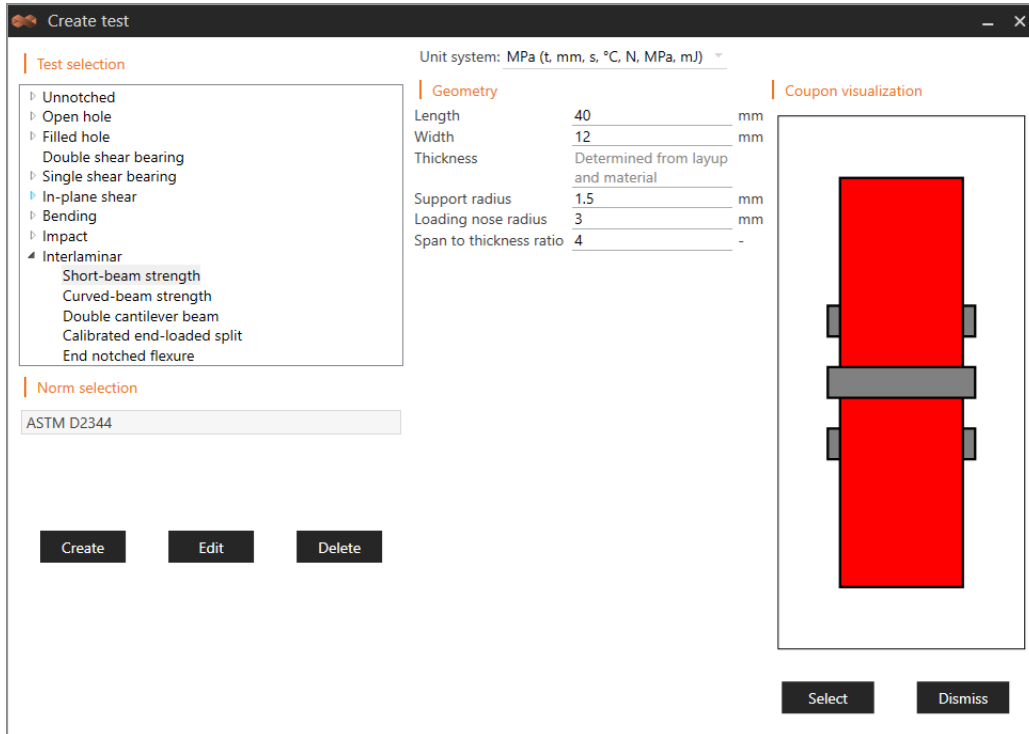 Create test
Test selection
Unnotched
Open hole
Filled hole
Double shear bearing
Single shear bearing
In-plane shear
Bending
Impact
Interlaminar
Short-beam strength
Curved-beam strength
Double cantilever beam
Calibrated end-loaded split
End notched flexure
Norm selection
ASTM D2344
Create Edit Delete
Unit system: MPa (t, mm, s, °C, N, MPa, mJ)
Geometry
Length 40 mm
Width 12 mm
Thickness Determined from layup
and material
Support radius 1.5 mm
Loading nose radius 3 mm
Span to thickness ratio 4 -
Coupon visualization
Select Dismiss